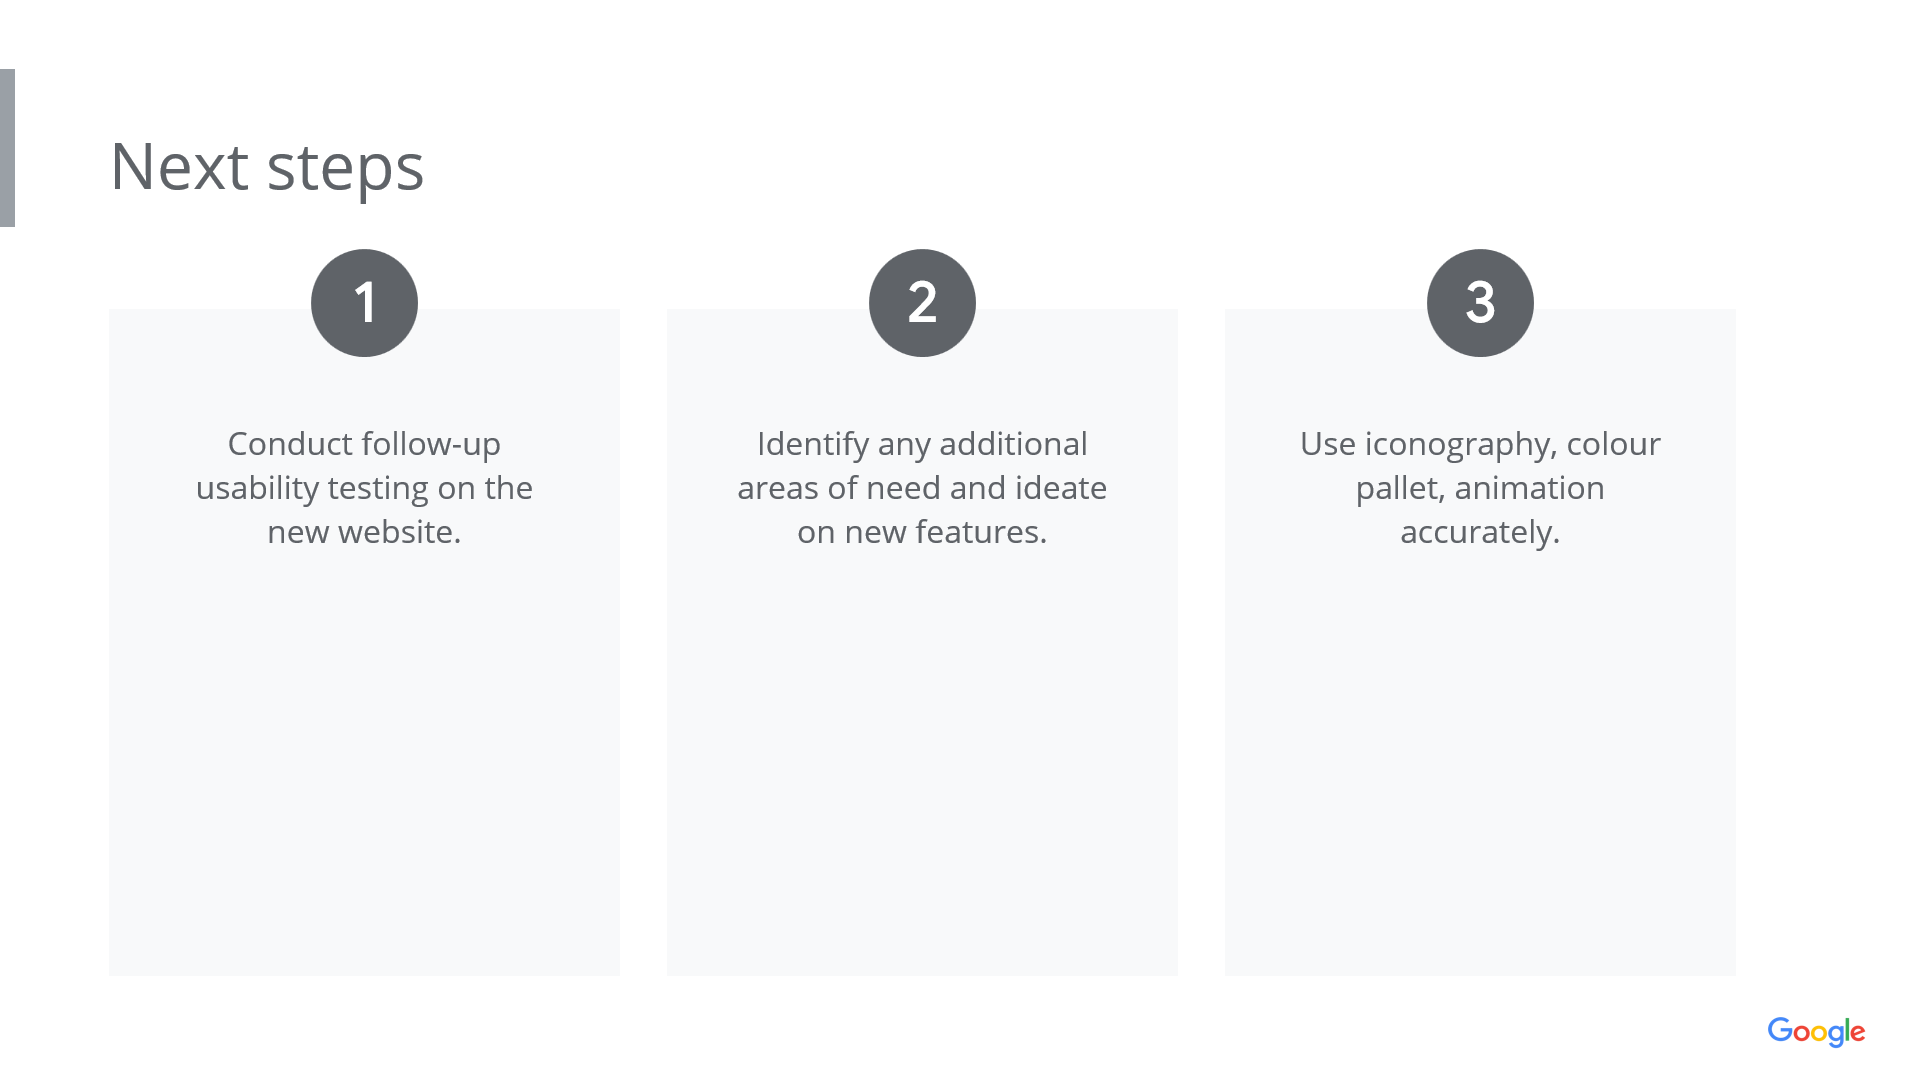 Next steps
1
Conduct follow-up
usability testing on the
new website.
2
Identify any additional
areas of need and ideate
on new features.
3
Use iconography, colour
pallet, animation
accurately.
Google